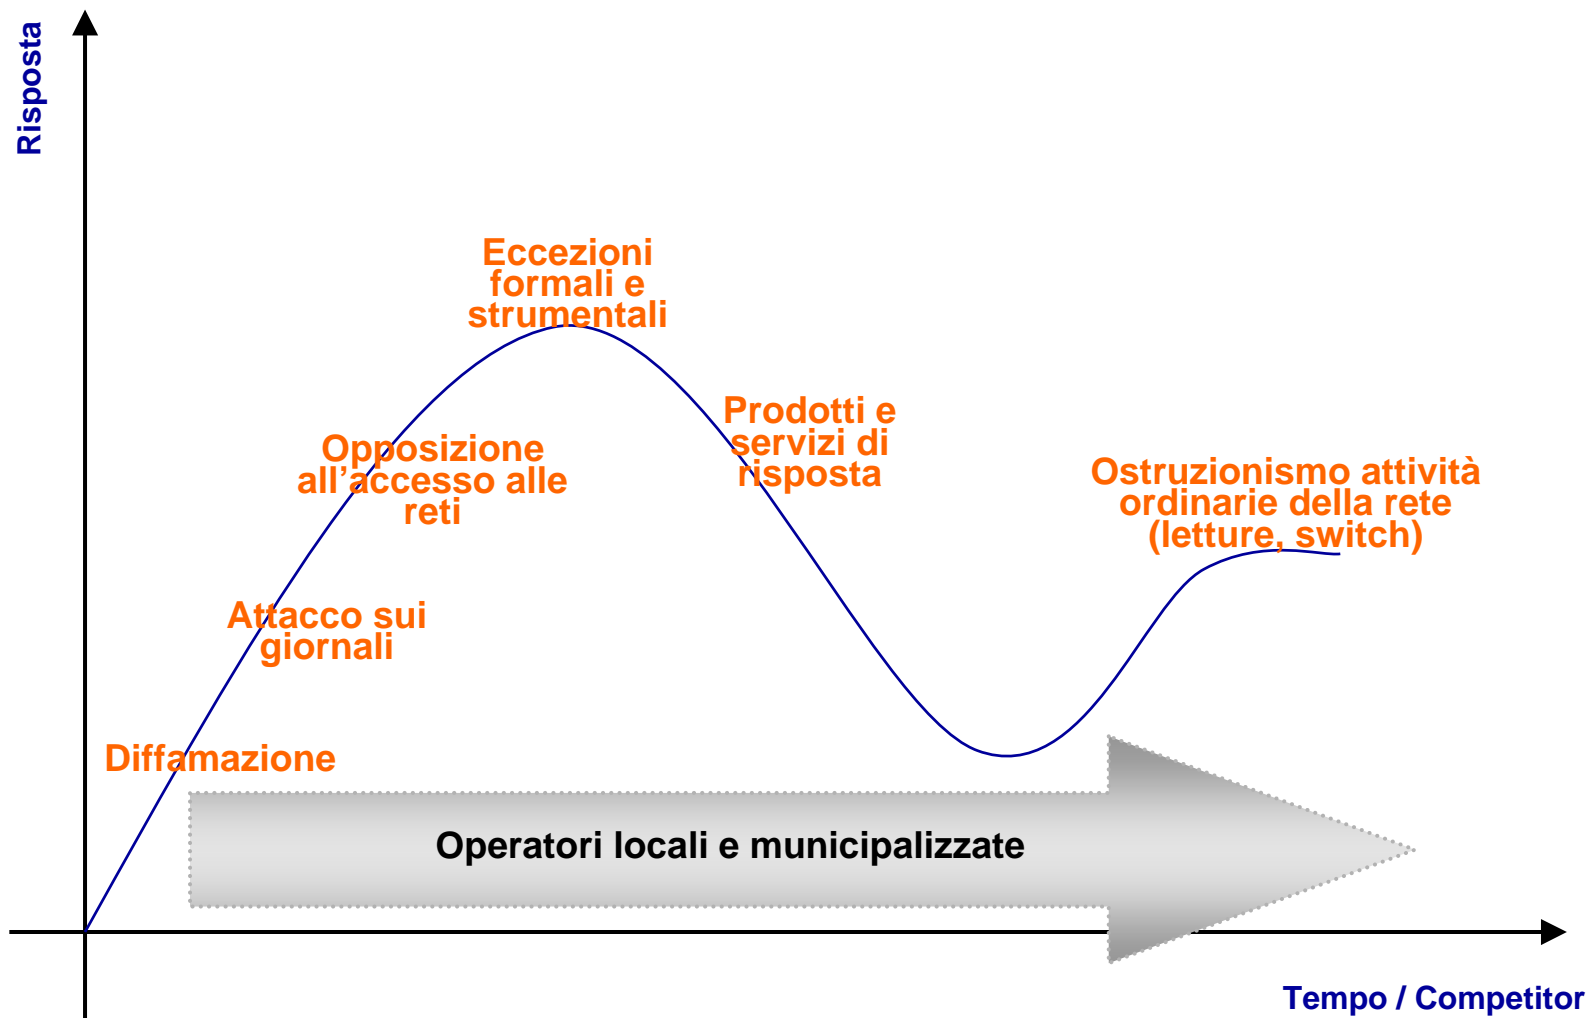 Risposta
Eccezioni
formali e
strumentali
Prodotti e
servizi di
risposta
Opposizione
all’accesso alle
reti
Ostruzionismo attività
ordinarie della rete
(letture, switch)
Attacco sui
giornali
Diffamazione
Operatori locali e municipalizzate
Tempo / Competitor